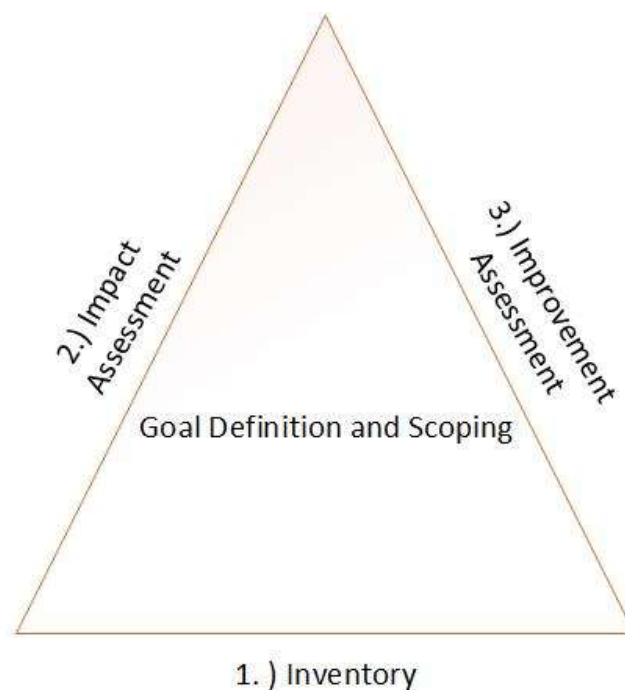 2.) Impact
Assessment
3.) Improvement
Assessment
Goal Definition and Scoping
1. ) Inventory